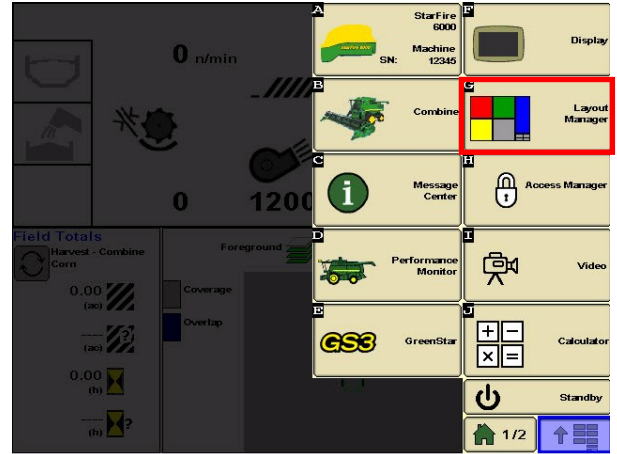 A
StarFire
6000
StarFire 6000
Machine
SN: 12345
F
Display
0 n/min
B
Combine
G
Layout
Manager
C
Message
Center
H
Access Manager
0
1200
Field Totals
Harvest - Combine
Corn
Foreground
D
Performance
Monitor
I
Video
0.00
(ac)
Coverage
Overlap
---- ?
(ac)
E
GS3
GreenStar
J
Calculator
0.00
(h)
Standby
---- ?
(h)
1/2